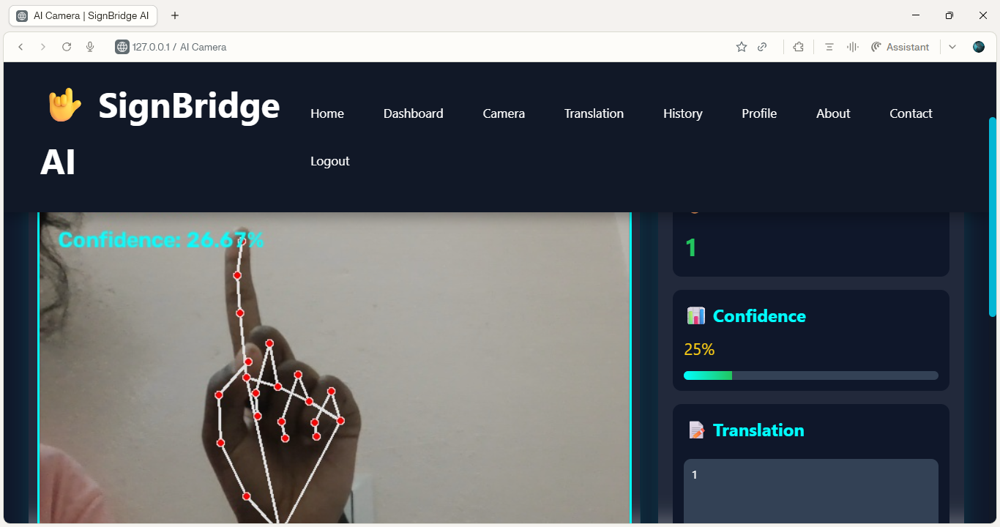 AI Camera | SignBridge AI
127.0.0.1 / AI Camera
Assistant
SignBridge AI
Home
Dashboard
Camera
Translation
History
Profile
About
Contact
Logout
Confidence: 26.67%
1
Confidence
25%
Translation
1